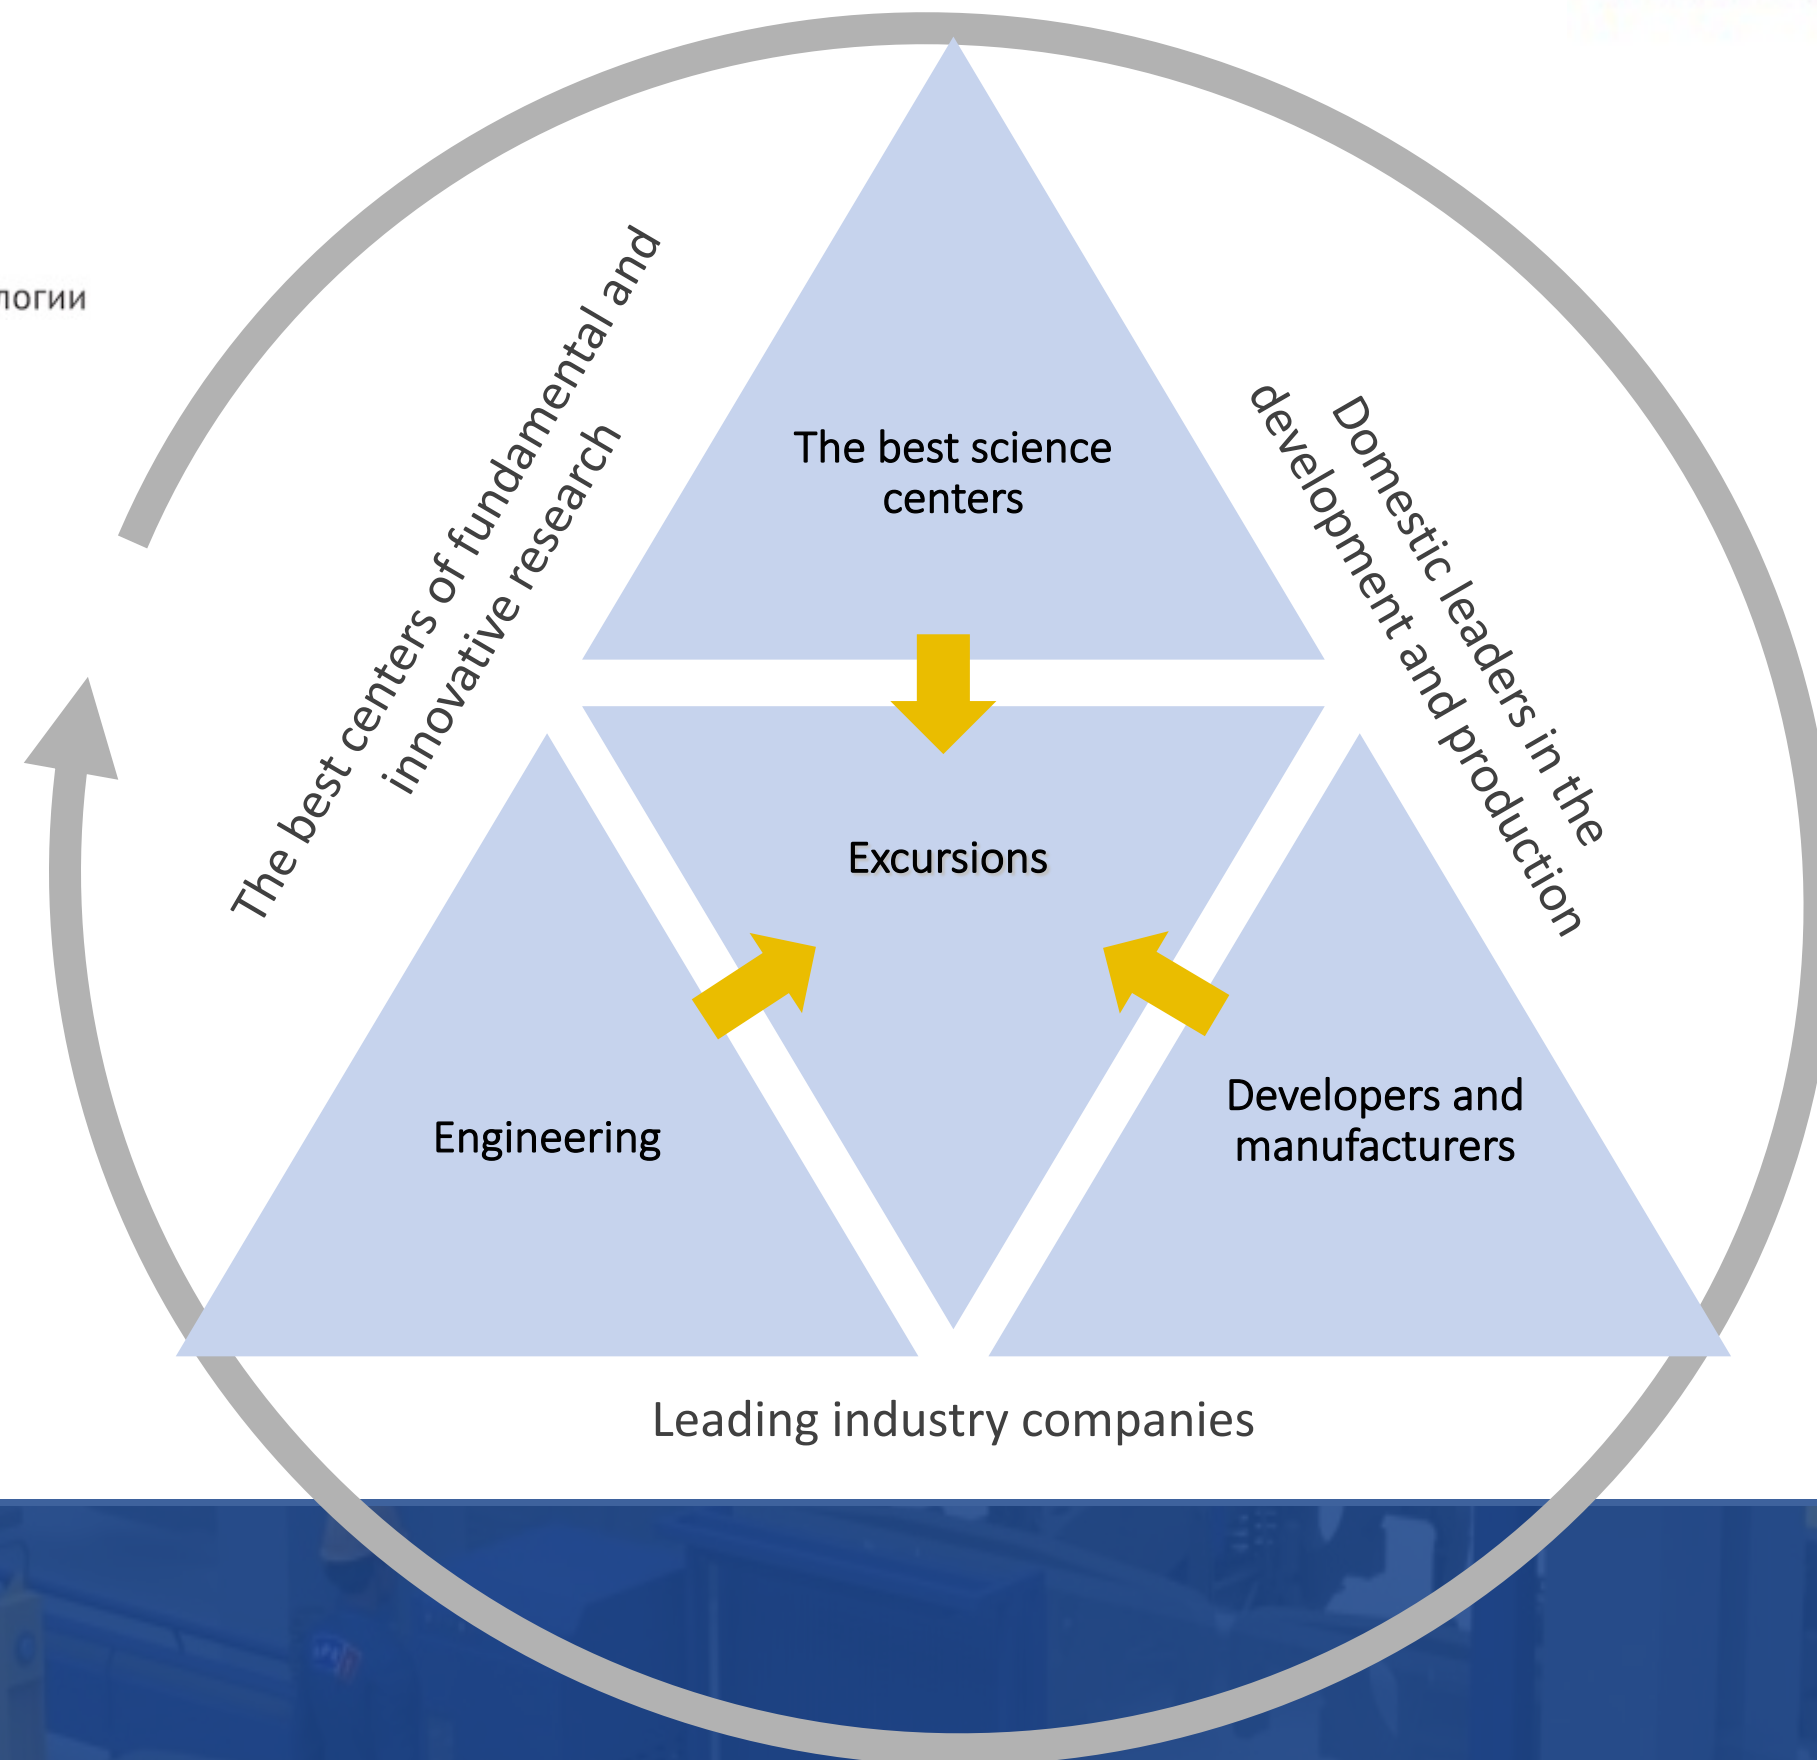 логии
The best centers of fundamental and
innovative research
Domestic leaders in the
development and production
The best science
centers
Excursions
Engineering
Developers and
manufacturers
Leading industry companies